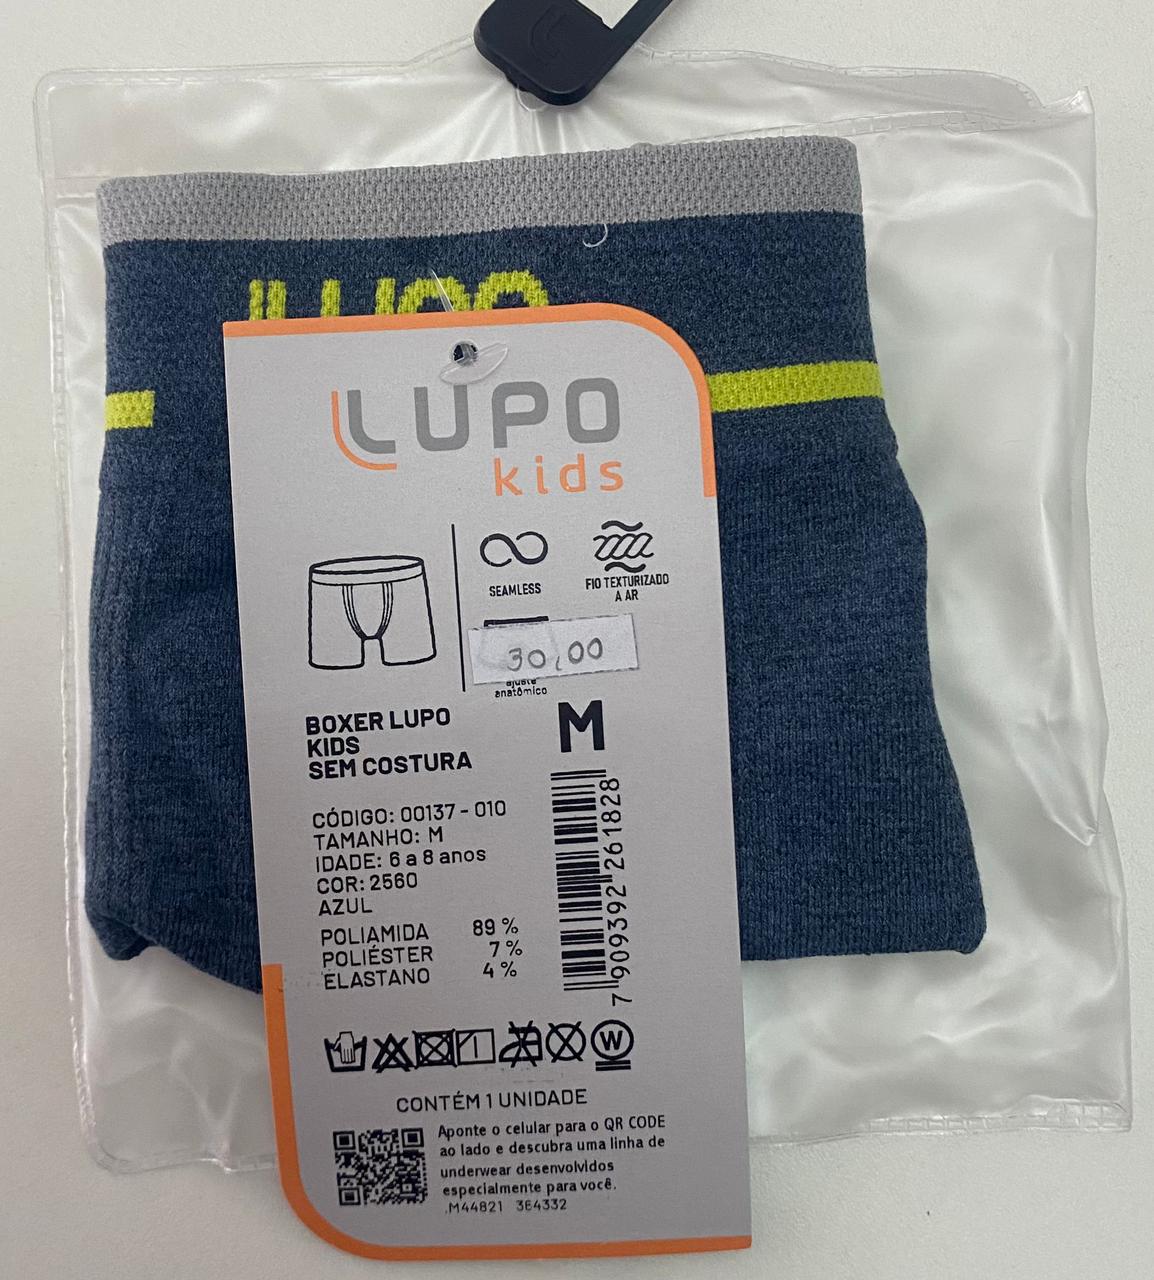 LUPO
LUPO
kids
SEAMLESS
FIO TEXTURIZADO
A AR
30,00
ajuste
anatômico
M
BOXER LUPO
KIDS
SEM COSTURA
CÓDIGO: 00137 - 010
TAMANHO: M
IDADE: 6 a 8 anos
COR: 2560
AZUL
POLIAMIDA 89 %
POLIÉSTER 7 %
ELASTANO 4 %
7 909392 261828
W
CONTÉM 1 UNIDADE
Aponte o celular para o QR CODE
ao lado e descubra uma linha de
underwear desenvolvidos
especialmente para você.
.M44821 3E4332